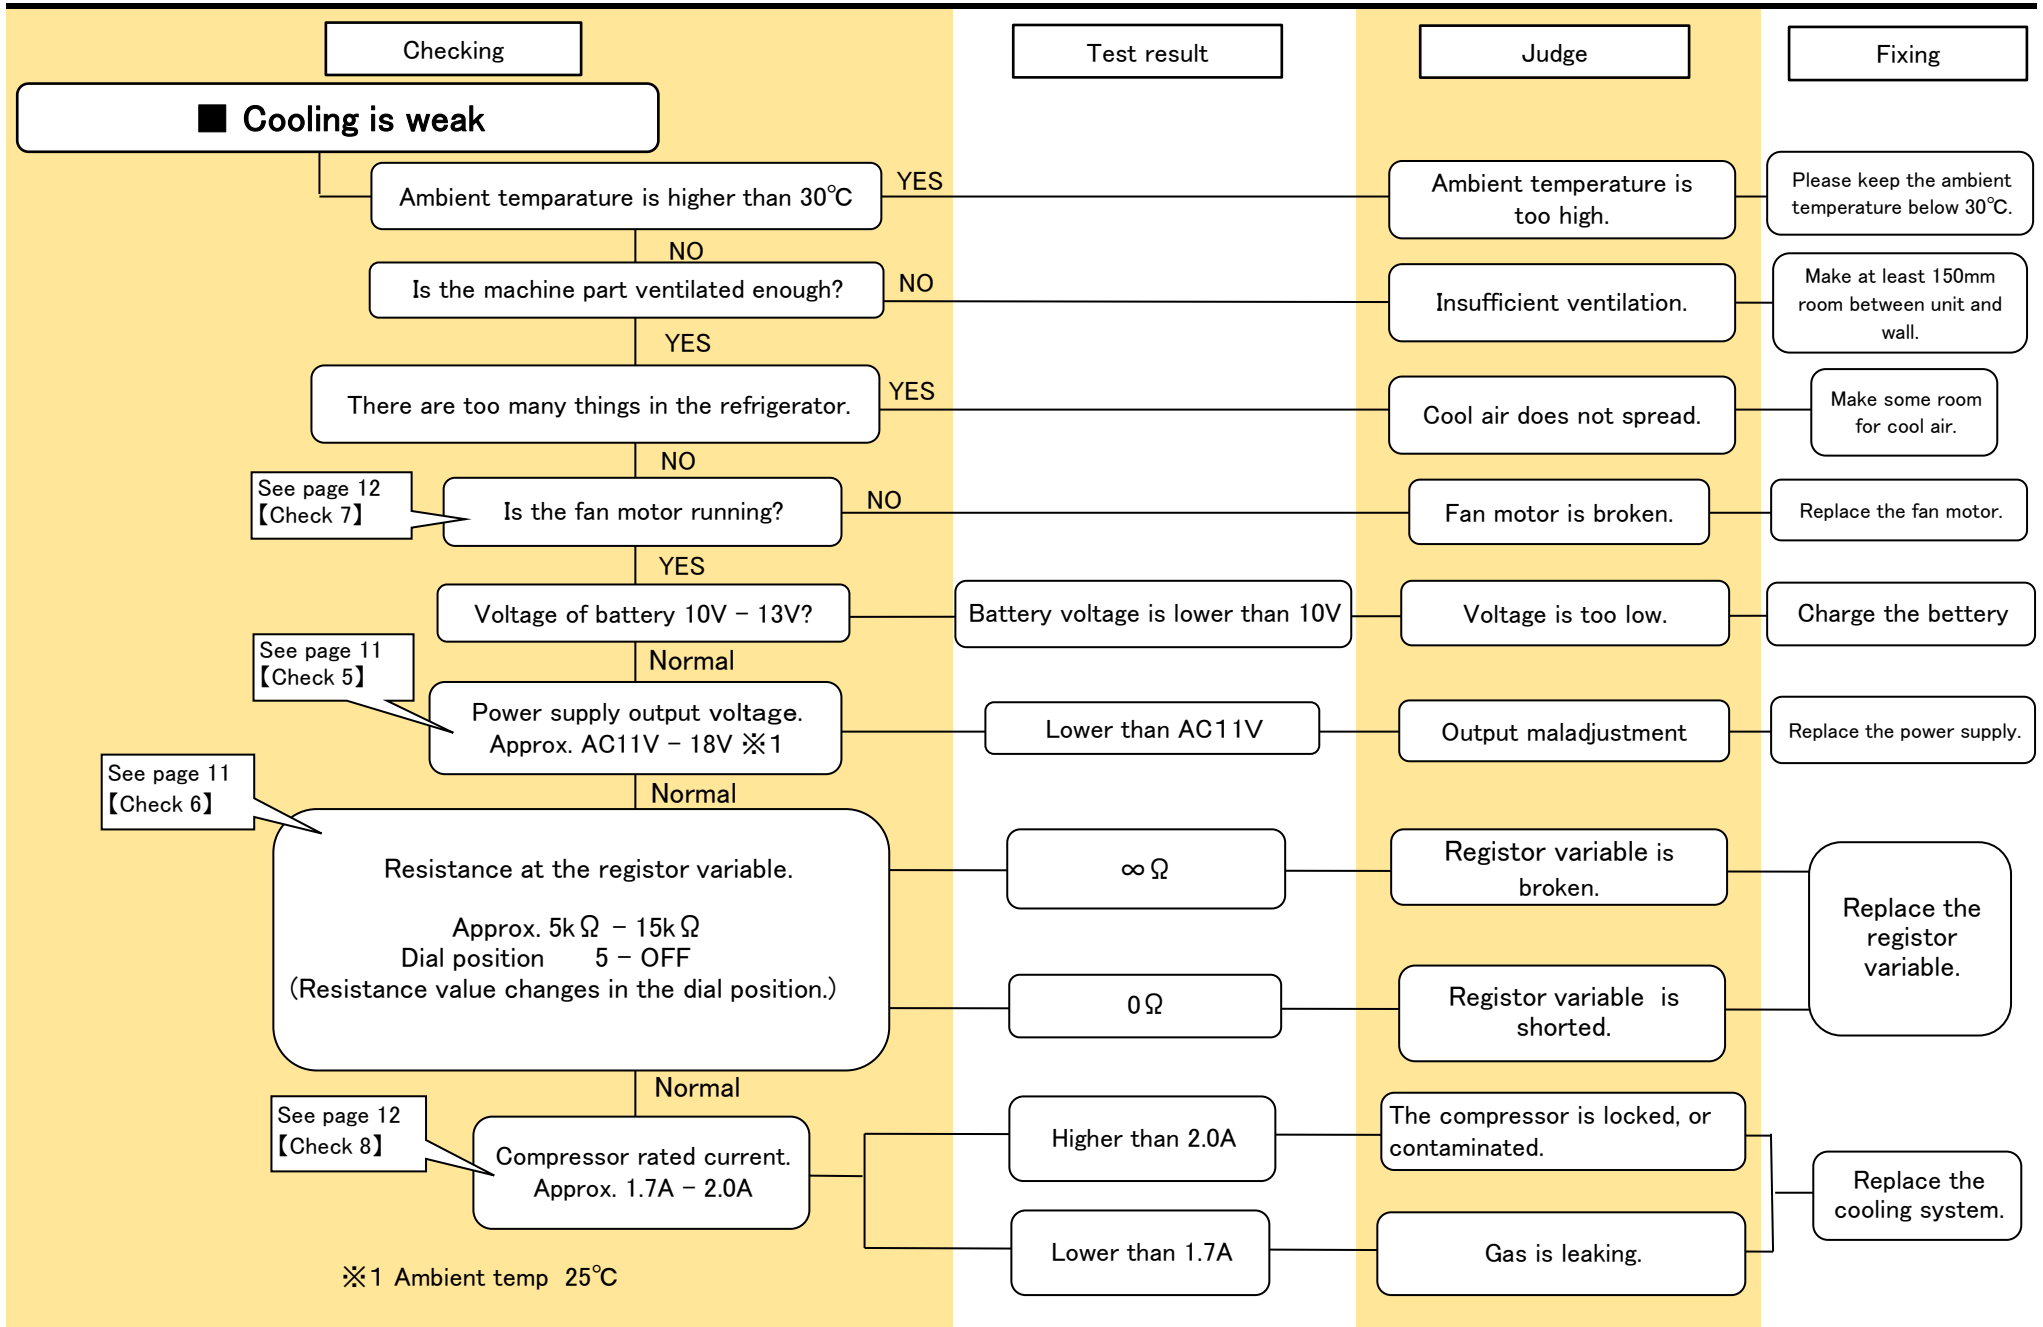 Checking
Test result
Judge
Fixing
■ Cooling is weak
Ambient temparature is higher than 30℃
YES
Ambient temperature is
too high.
Please keep the ambient
temperature below 30℃.
NO
Is the machine part ventilated enough?
NO
Insufficient ventilation.
Make at least 150mm
room between unit and
wall.
YES
There are too many things in the refrigerator.
YES
Cool air does not spread.
Make some room
for cool air.
NO
See page 12
【Check 7】
Is the fan motor running?
NO
Fan motor is broken.
Replace the fan motor.
YES
Voltage of battery 10V - 13V?
Battery voltage is lower than 10V
Voltage is too low.
Charge the bettery
Normal
See page 11
【Check 5】
Power supply output voltage.
Approx. AC11V - 18V ※1
Lower than AC11V
Output maladjustment
Replace the power supply.
Normal
See page 11
【Check 6】
Resistance at the registor variable.
Approx. 5kΩ - 15kΩ
Dial position 5 - OFF
(Resistance value changes in the dial position.)
∞Ω
Registor variable is
broken.
0Ω
Registor variable is
shorted.
Replace the
registor
variable.
Normal
See page 12
【Check 8】
Compressor rated current.
Approx. 1.7A - 2.0A
Higher than 2.0A
The compressor is locked, or
contaminated.
Lower than 1.7A
Gas is leaking.
Replace the
cooling system.
※1 Ambient temp 25℃